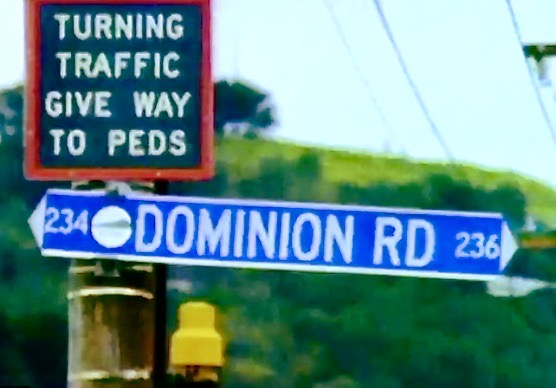 TURNING
TRAFFIC
GIVE WAY
TO PEDS
234 DOMINION RD 236